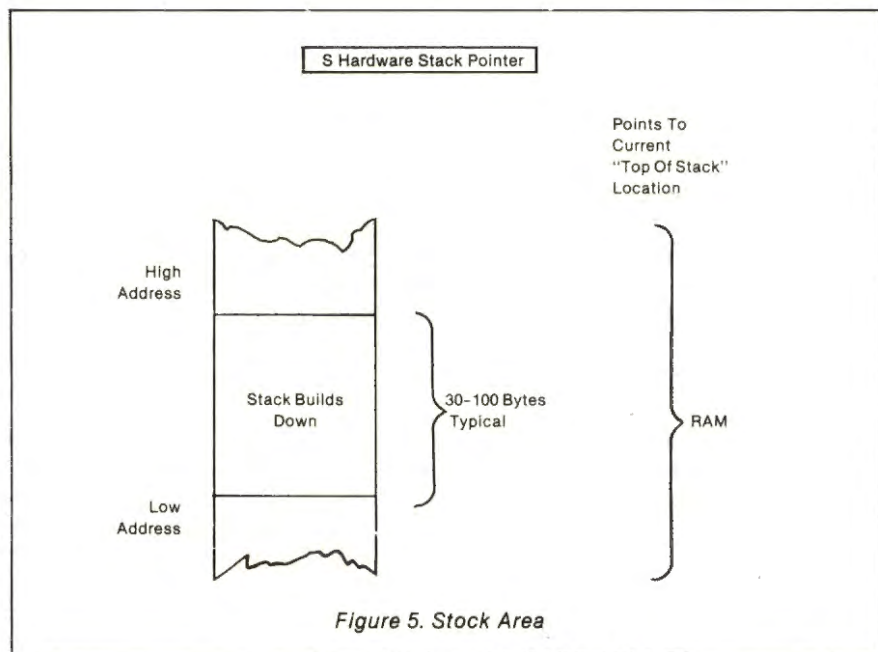 S Hardware Stack Pointer
Points To
Current
"Top Of Stack"
Location
High
Address
Stack Builds
Down
30-100 Bytes
Typical
RAM
Low
Address
Figure 5. Stock Area